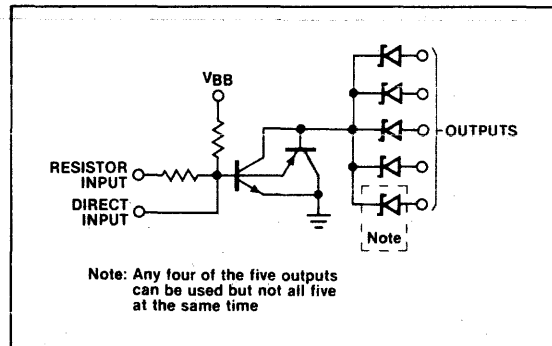 VBB
RESISTOR
INPUT
DIRECT
INPUT
OUTPUTS
Note
Note: Any four of the five outputs
can be used but not all five
at the same time